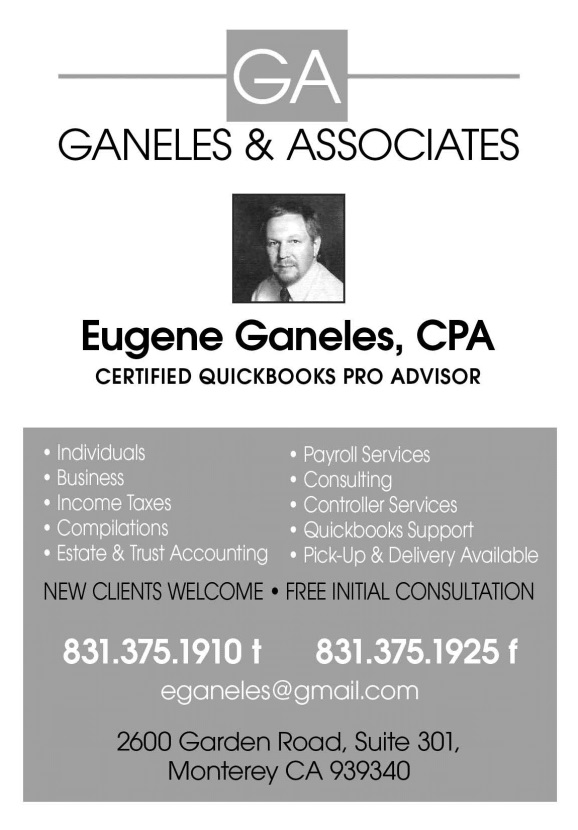 GA
GANELES & ASSOCIATES
Eugene Ganeles, CPA
CERTIFIED QUICKBOOKS PRO ADVISOR
• Individuals
• Business
• Income Taxes
• Compilations
• Estate & Trust Accounting
• Payroll Services
• Consulting
• Controller Services
• Quickbooks Support
• Pick-Up & Delivery Available
NEW CLIENTS WELCOME • FREE INITIAL CONSULTATION
831.375.1910 t 831.375.1925 f
eganeles@gmail.com
2600 Garden Road, Suite 301,
Monterey CA 939340